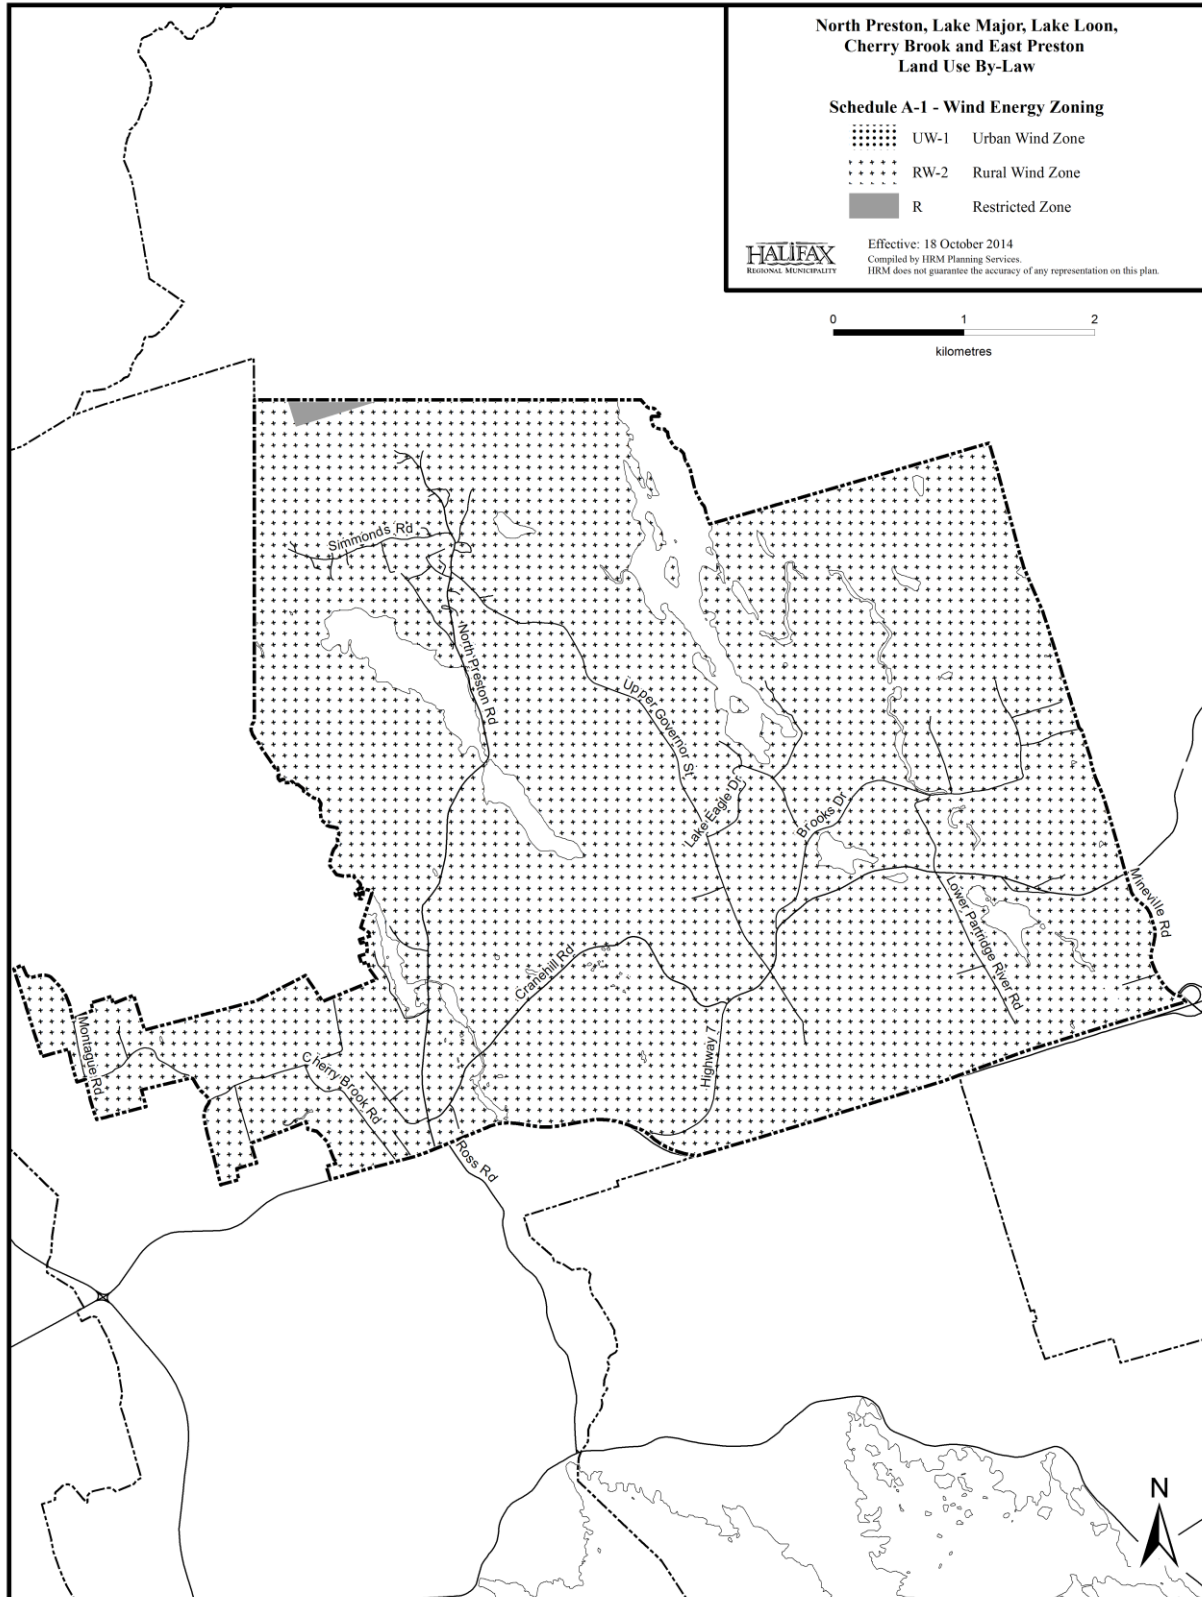 North Preston, Lake Major, Lake Loon,
Cherry Brook and East Preston
Land Use By-Law
Schedule A-1 - Wind Energy Zoning
UW-1 Urban Wind Zone
RW-2 Rural Wind Zone
R Restricted Zone
HALIFAX
REGIONAL MUNICIPALITY
Effective: 18 October 2014
Compiled by HRM Planning Services.
HRM does not guarantee the accuracy of any representation on this plan.
0 1 2
kilometres
Simmonds Rd
North Preston Rd
Upper Governor St
Lake Eagle Dr
Brooks Dr
Mineville Rd
Lower Partridge River Rd
Cranehill Rd
Montague Rd
Cherry Brook Rd
Highway 7
Ross Rd
N